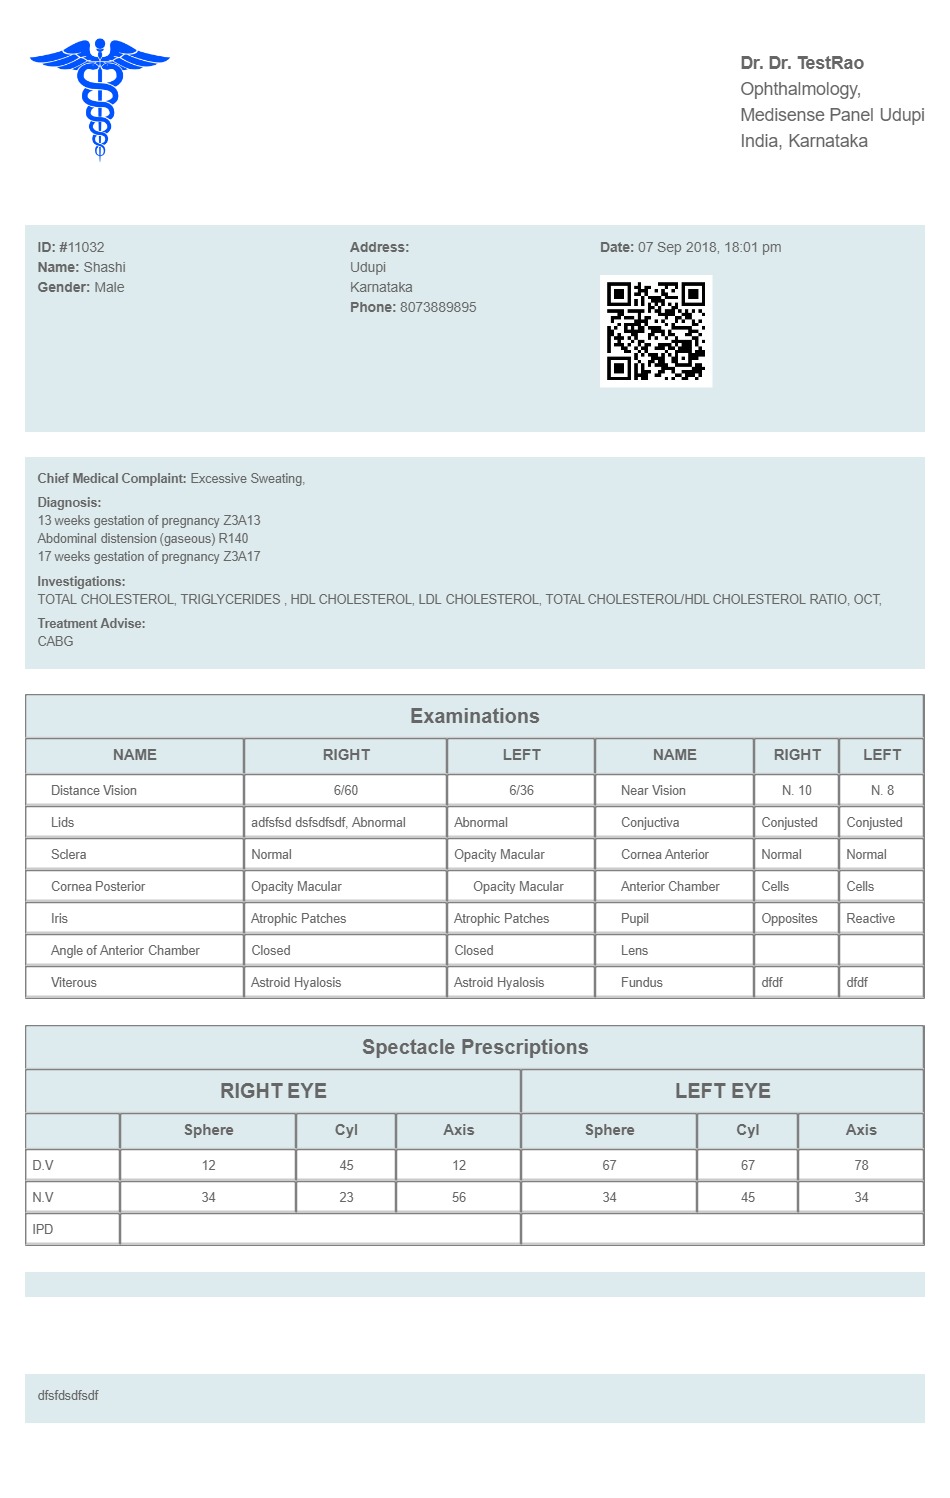 Dr. Dr. TestRao
Ophthalmology,
Medisense Panel Udupi
India, Karnataka
ID: #11032
Name: Shashi
Gender: Male
Address:
Udupi
Karnataka
Phone: 8073889895
Date: 07 Sep 2018, 18:01 pm
Chief Medical Complaint: Excessive Sweating,
Diagnosis:
13 weeks gestation of pregnancy Z3A13
Abdominal distension (gaseous) R140
17 weeks gestation of pregnancy Z3A17
Investigations:
TOTAL CHOLESTEROL, TRIGLYCERIDES , HDL CHOLESTEROL, LDL CHOLESTEROL, TOTAL CHOLESTEROL/HDL CHOLESTEROL RATIO, OCT,
Treatment Advise:
CABG
Examinations
NAME RIGHT LEFT NAME RIGHT LEFT
Distance Vision 6/60 6/36 Near Vision N. 10 N. 8
Lids adfsfsd dsfsdfsdf, Abnormal Abnormal Conjuctiva Conjusted Conjusted
Sclera Normal Opacity Macular Cornea Anterior Normal Normal
Cornea Posterior Opacity Macular Opacity Macular Anterior Chamber Cells Cells
Iris Atrophic Patches Atrophic Patches Pupil Opposites Reactive
Angle of Anterior Chamber Closed Closed Lens
Viterous Astroid Hyalosis Astroid Hyalosis Fundus dfdf dfdf
Spectacle Prescriptions
RIGHT EYE LEFT EYE
Sphere Cyl Axis Sphere Cyl Axis
D.V 12 45 12 67 67 78
N.V 34 23 56 34 45 34
IPD
dfsfdsdfsdf